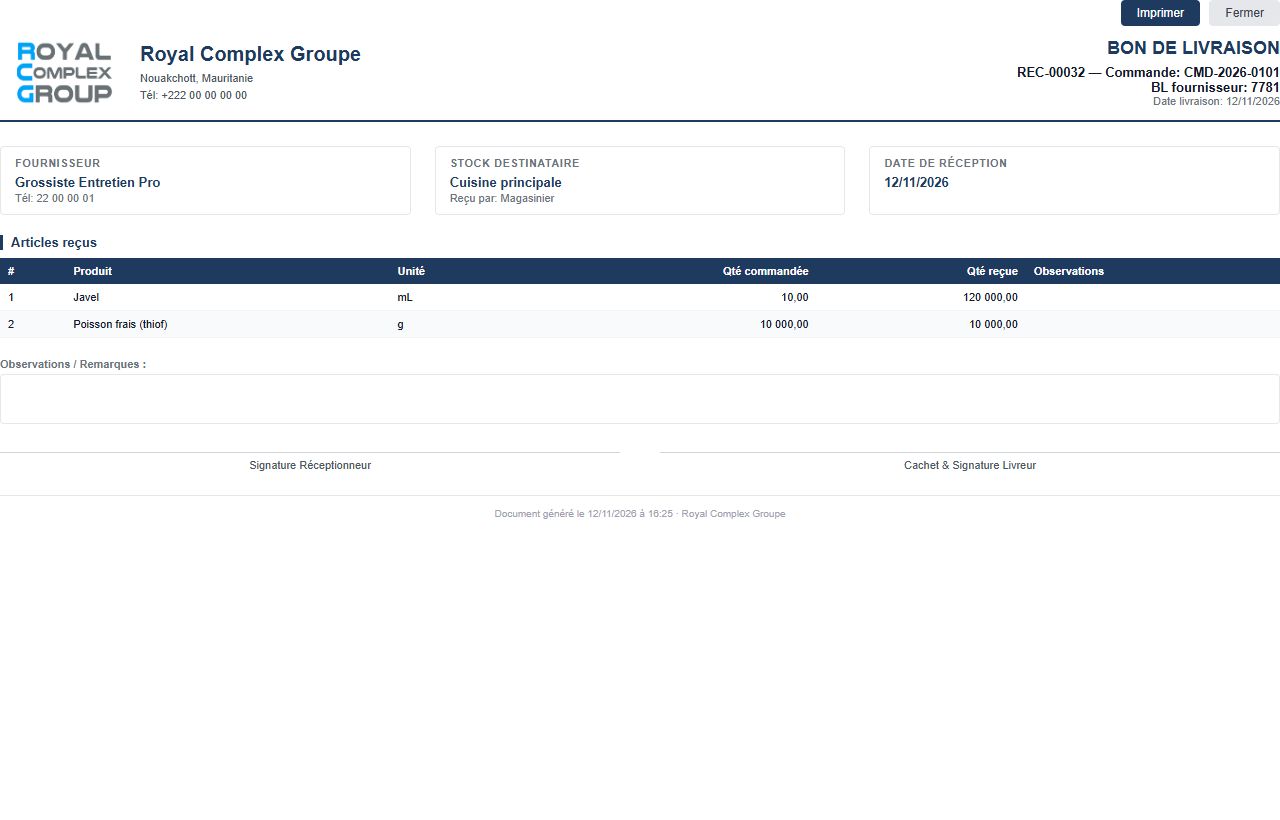 Imprimer Fermer
ROYAL
COMPLEX
GROUP
Royal Complex Groupe
Nouakchott, Mauritanie
Tél: +222 00 00 00 00
BON DE LIVRAISON
REC-00032 — Commande: CMD-2026-0101
BL fournisseur: 7781
Date livraison: 12/11/2026
FOURNISSEUR
Grossiste Entretien Pro
Tél: 22 00 00 01
STOCK DESTINATAIRE
Cuisine principale
Reçu par: Magasinier
DATE DE RÉCEPTION
12/11/2026
Articles reçus
# Produit Unité Qté commandée Qté reçue Observations
1 Javel mL 10,00 120 000,00
2 Poisson frais (thiof) g 10 000,00 10 000,00
Observations / Remarques :
Signature Réceptionneur
Cachet & Signature Livreur
Document généré le 12/11/2026 à 16:25 · Royal Complex Groupe